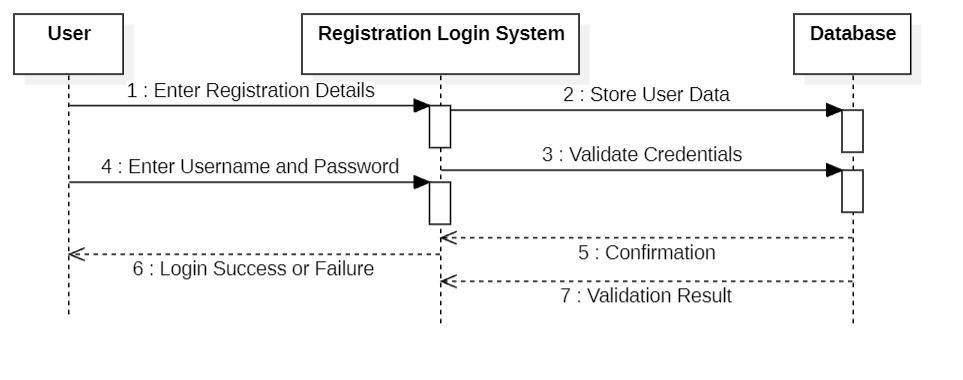 User
Registration Login System
Database
1 : Enter Registration Details
2 : Store User Data
3 : Validate Credentials
4 : Enter Username and Password
5 : Confirmation
6 : Login Success or Failure
7 : Validation Result